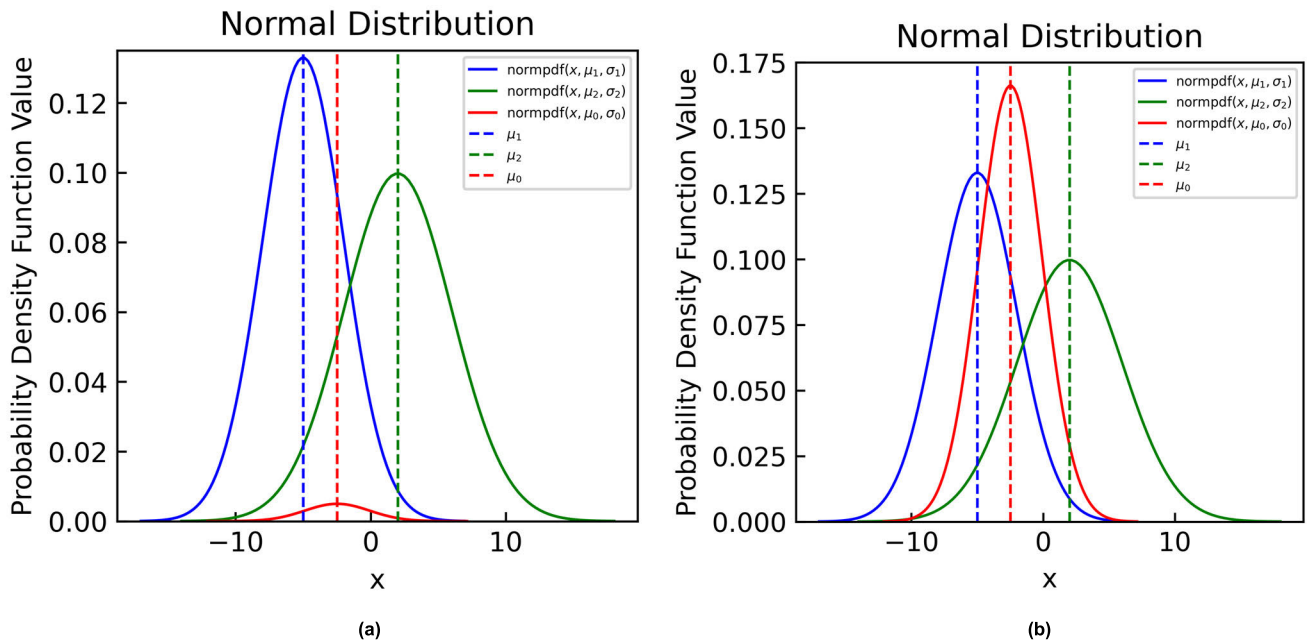 Normal Distribution
Probability Density Function Value
0.12
0.10
0.08
0.06
0.04
0.02
0.00
−10
0
10
x
normpdf(x, μ₁, σ₁)
normpdf(x, μ₂, σ₂)
normpdf(x, μ₀, σ₀)
μ₁
μ₂
μ₀
(a)
Normal Distribution
Probability Density Function Value
0.175
0.150
0.125
0.100
0.075
0.050
0.025
0.000
−10
0
10
x
normpdf(x, μ₁, σ₁)
normpdf(x, μ₂, σ₂)
normpdf(x, μ₀, σ₀)
μ₁
μ₂
μ₀
(b)